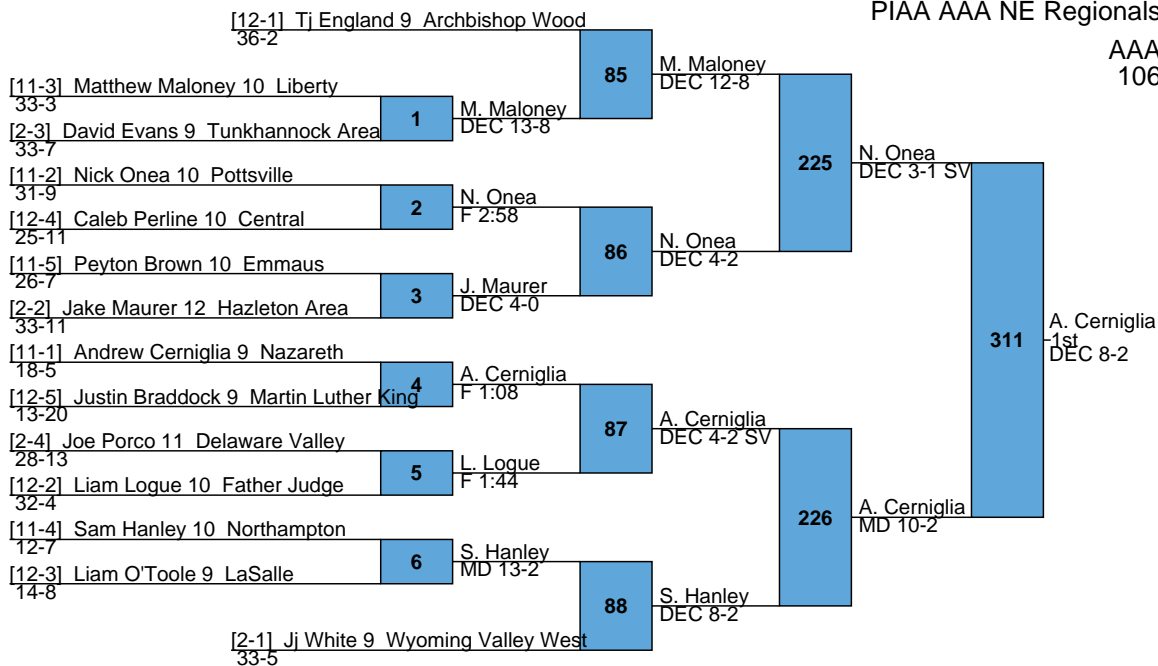 PIAA AAA NE Regionals
AAA
106
[12-1] Tj England 9 Archbishop Wood
36-2
[11-3] Matthew Maloney 10 Liberty
33-3
[2-3] David Evans 9 Tunkhannock Area
33-7
[11-2] Nick Onea 10 Pottsville
31-9
[12-4] Caleb Perline 10 Central
25-11
[11-5] Peyton Brown 10 Emmaus
26-7
[2-2] Jake Maurer 12 Hazleton Area
33-11
[11-1] Andrew Cerniglia 9 Nazareth
18-5
[12-5] Justin Braddock 9 Martin Luther King
13-20
[2-4] Joe Porco 11 Delaware Valley
28-13
[12-2] Liam Logue 10 Father Judge
32-4
[11-4] Sam Hanley 10 Northampton
12-7
[12-3] Liam O'Toole 9 LaSalle
14-8
[2-1] Jj White 9 Wyoming Valley West
33-5
1
M. Maloney
DEC 13-8
2
N. Onea
F 2:58
3
J. Maurer
DEC 4-0
4
A. Cerniglia
F 1:08
5
L. Logue
F 1:44
6
S. Hanley
MD 13-2
85
M. Maloney
DEC 12-8
86
N. Onea
DEC 4-2
87
A. Cerniglia
DEC 4-2 SV
88
S. Hanley
DEC 8-2
225
N. Onea
DEC 3-1 SV
226
A. Cerniglia
MD 10-2
311
A. Cerniglia
1st
DEC 8-2